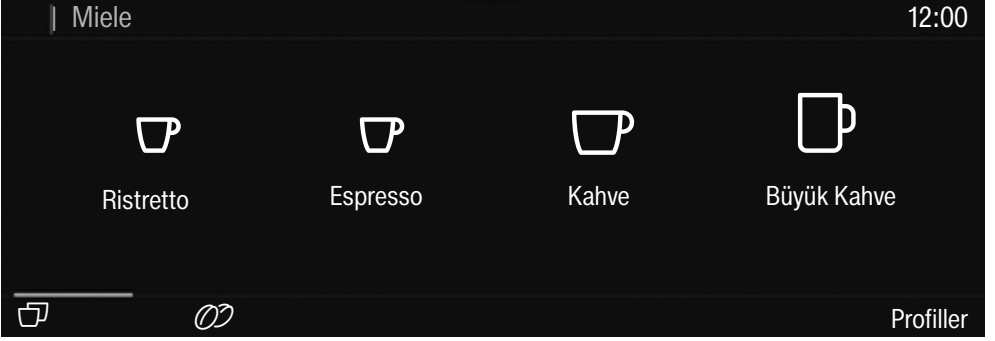 Miele
12:00
Ristretto
Espresso
Kahve
Büyük Kahve
Profiller